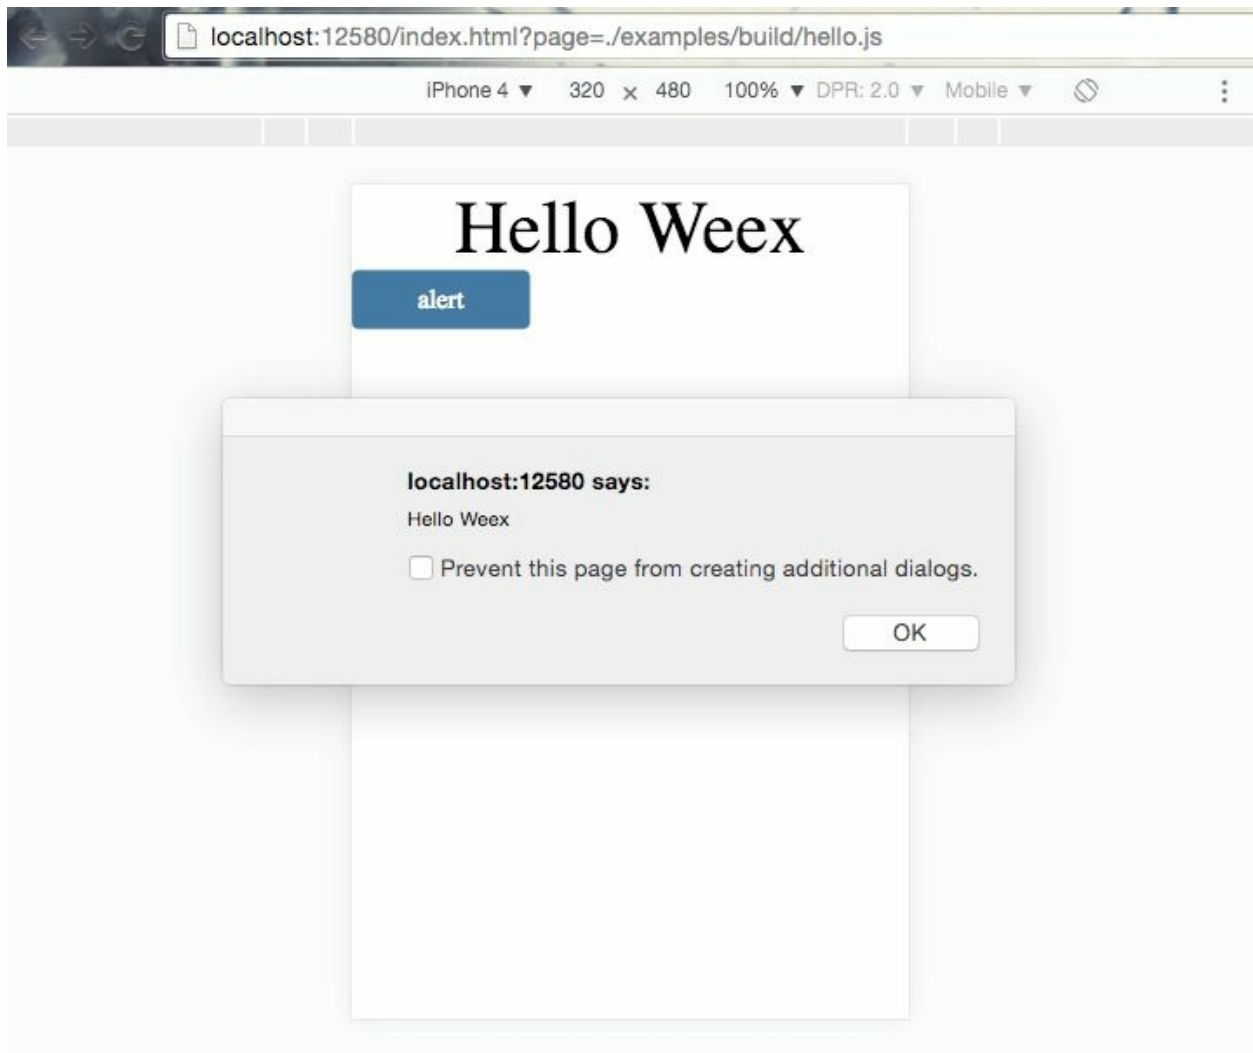 localhost:12580/index.html?page=./examples/build/hello.js
iPhone 4 ▼ 320 × 480 100% ▼ DPR: 2.0 ▼ Mobile ▼
Hello Weex
alert
localhost:12580 says:
Hello Weex
Prevent this page from creating additional dialogs.
OK